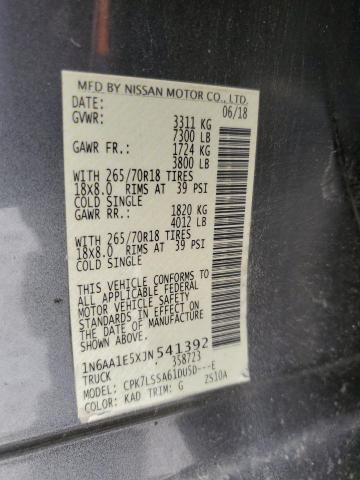 MFD BY NISSAN MOTOR CO., LTD.
DATE: 06/18
GVWR: 3311 KG
7300 LB
GAWR FR.: 1724 KG
3800 LB
WITH 265/70R18 TIRES
18X8.0 RIMS AT 39 PSI
COLD SINGLE
GAWR RR.: 1820 KG
4012 LB
WITH 265/70R18 TIRES
18X8.0 RIMS AT 39 PSI
COLD SINGLE
THIS VEHICLE CONFORMS TO
ALL APPLICABLE FEDERAL
MOTOR VEHICLE SAFETY
STANDARDS IN EFFECT ON
THE DATE OF MANUFACTURE
SHOWN ABOVE.
1N6AA1E5XJN541392
TRUCK 358723
MODEL: CPK7LSSA61DU5D---E
COLOR: KAD TRIM: G ZS10A